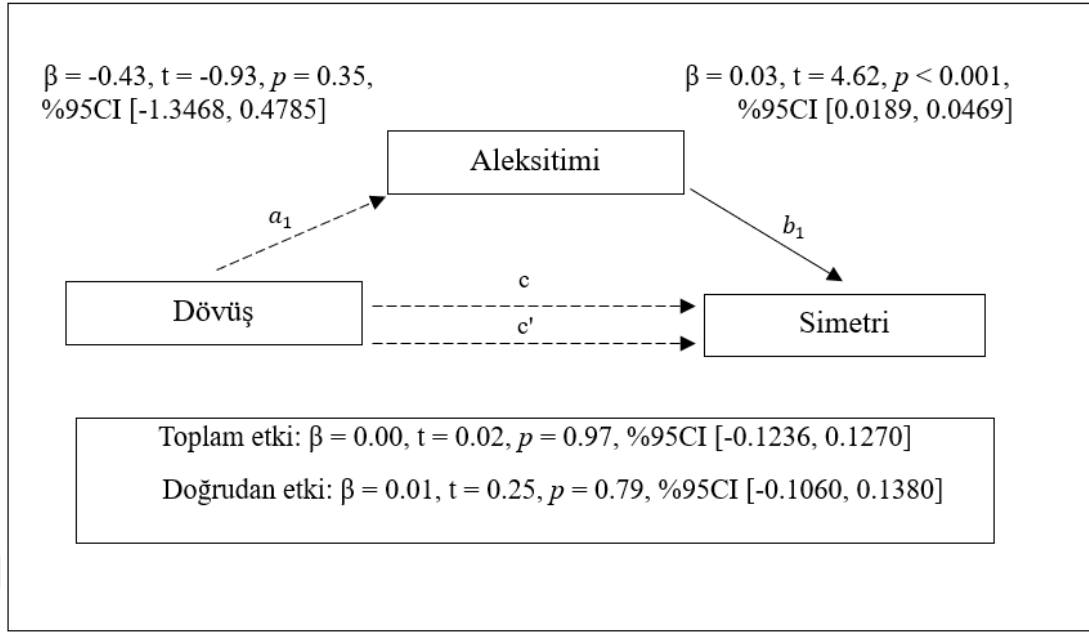 β = -0.43, t = -0.93, p = 0.35,
%95CI [-1.3468, 0.4785]
β = 0.03, t = 4.62, p < 0.001,
%95CI [0.0189, 0.0469]
Aleksitimi
a₁
b₁
Dövüş
c
c'
Simetri
Toplam etki: β = 0.00, t = 0.02, p = 0.97, %95CI [-0.1236, 0.1270]
Doğrudan etki: β = 0.01, t = 0.25, p = 0.79, %95CI [-0.1060, 0.1380]